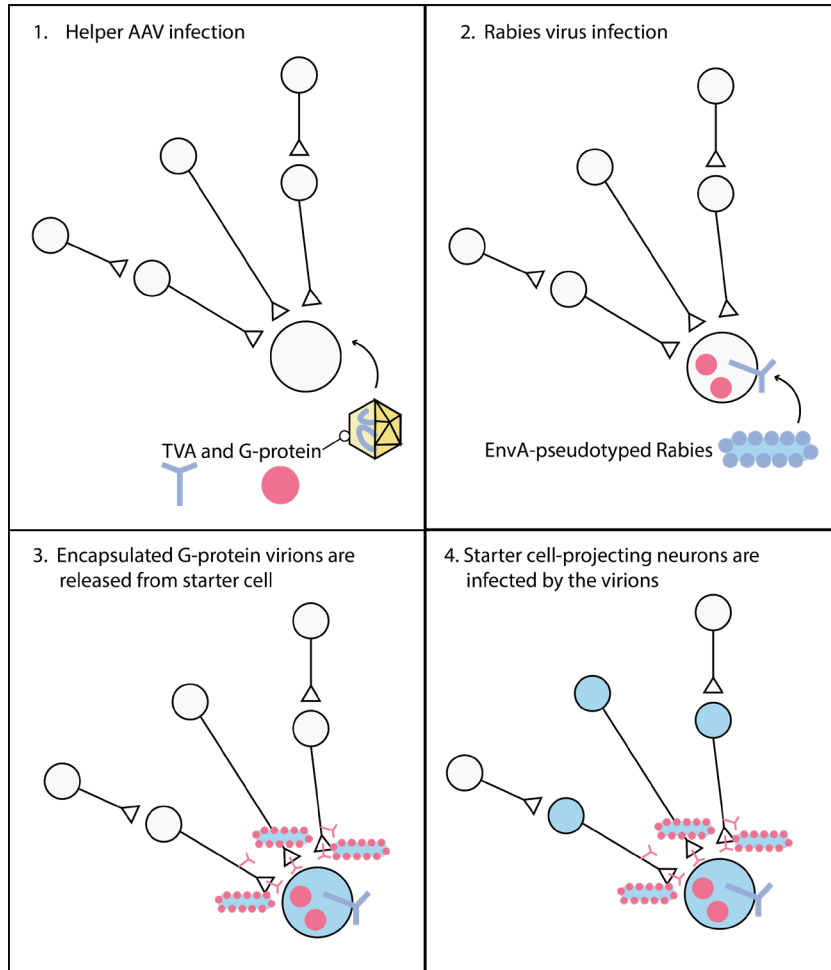 1. Helper AAV infection
TVA and G-protein
2. Rabies virus infection
EnvA-pseudotyped Rabies
3. Encapsulated G-protein virions are
released from starter cell
4. Starter cell-projecting neurons are
infected by the virions